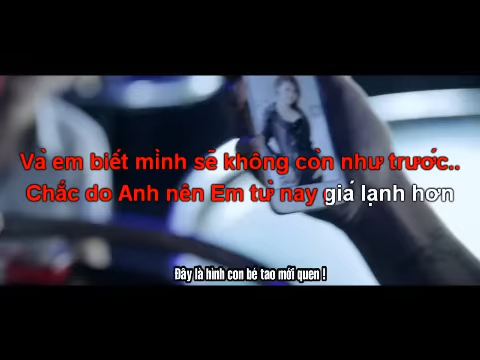 Và em biết mình sẽ không còn như trước..
Chắc do Anh nên Em từ nay giá lạnh hơn
Đây là hình con bé tao mới quen !